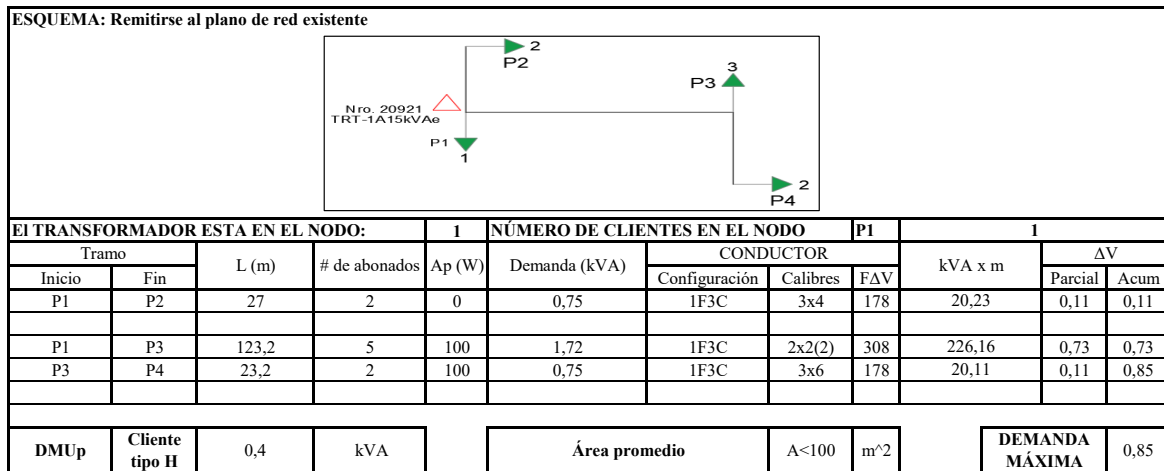 ESQUEMA: Remitirse al plano de red existente
2
P2
3
P3
Nro. 20921
TRT-1A15kVAe
P1
1
2
P4
El TRANSFORMADOR ESTA EN EL NODO: 1 NÚMERO DE CLIENTES EN EL NODO P1 1
Tramo L (m) # de abonados Ap (W) Demanda (kVA) CONDUCTOR kVA x m ΔV
Inicio Fin Configuración Calibres FΔV Parcial Acum
P1 P2 27 2 0 0,75 1F3C 3x4 178 20,23 0,11 0,11
P1 P3 123,2 5 100 1,72 1F3C 2x2(2) 308 226,16 0,73 0,73
P3 P4 23,2 2 100 0,75 1F3C 3x6 178 20,11 0,11 0,85
DMUp Cliente tipo H 0,4 kVA Área promedio A<100 m^2 DEMANDA MÁXIMA 0,85